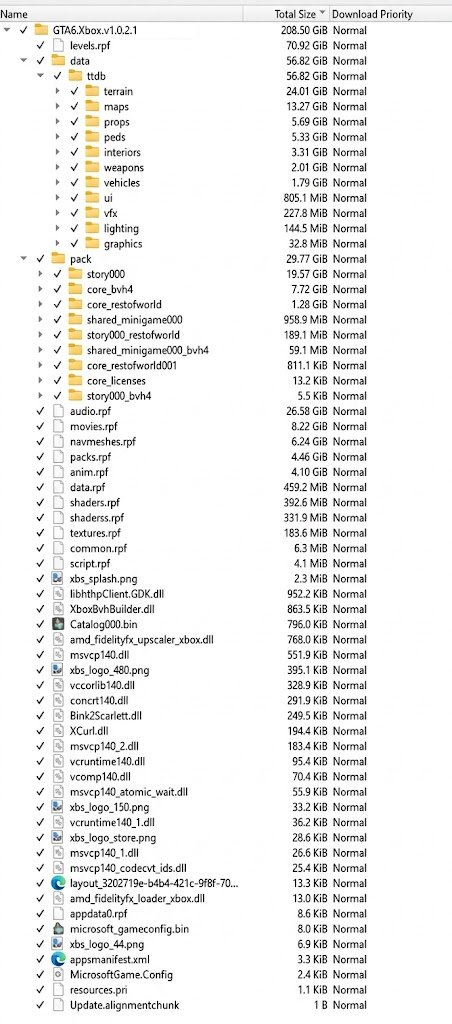 Name Total Size Download Priority
GTA6.Xbox.v1.0.2.1 208.50 GiB Normal
levels.rpf 70.92 GiB Normal
data 56.82 GiB Normal
ttdb 56.82 GiB Normal
terrain 24.01 GiB Normal
maps 13.27 GiB Normal
props 5.69 GiB Normal
peds 5.33 GiB Normal
interiors 3.31 GiB Normal
weapons 2.01 GiB Normal
vehicles 1.79 GiB Normal
ui 805.1 MiB Normal
vfx 227.8 MiB Normal
lighting 144.5 MiB Normal
graphics 32.8 MiB Normal
pack 29.77 GiB Normal
story000 19.57 GiB Normal
core_bvh4 7.72 GiB Normal
core_restofworld 1.28 GiB Normal
shared_minigame000 958.9 MiB Normal
story000_restofworld 189.1 MiB Normal
shared_minigame000_bvh4 59.1 MiB Normal
core_restofworld001 811.1 KiB Normal
core_licenses 13.2 KiB Normal
story000_bvh4 5.5 KiB Normal
audio.rpf 26.58 GiB Normal
movies.rpf 8.22 GiB Normal
navmeshes.rpf 6.24 GiB Normal
packs.rpf 4.46 GiB Normal
anim.rpf 4.10 GiB Normal
data.rpf 459.2 MiB Normal
shaders.rpf 392.6 MiB Normal
shaderss.rpf 331.9 MiB Normal
textures.rpf 183.6 MiB Normal
common.rpf 6.3 MiB Normal
script.rpf 4.1 MiB Normal
xbs_splash.png 2.3 MiB Normal
libhthpClient.GDK.dll 952.2 KiB Normal
XboxBvhBuilder.dll 863.5 KiB Normal
Catalog000.bin 796.0 KiB Normal
amd_fidelityfx_upscaler_xbox.dll 768.0 KiB Normal
msvcp140.dll 551.9 KiB Normal
xbs_logo_480.png 395.1 KiB Normal
vccorlib140.dll 328.9 KiB Normal
concrt140.dll 291.9 KiB Normal
Bink2Scarlett.dll 249.5 KiB Normal
XCurl.dll 194.4 KiB Normal
msvcp140_2.dll 183.4 KiB Normal
vcruntime140.dll 95.4 KiB Normal
vcomp140.dll 70.4 KiB Normal
msvcp140_atomic_wait.dll 55.9 KiB Normal
xbs_logo_150.png 33.2 KiB Normal
vcruntime140_1.dll 36.2 KiB Normal
xbs_logo_store.png 28.6 KiB Normal
msvcp140_1.dll 26.6 KiB Normal
msvcp140_codecvt_ids.dll 25.4 KiB Normal
layout_3202719e-b4b4-421c-9f8f-70... 13.3 KiB Normal
amd_fidelityfx_loader_xbox.dll 13.0 KiB Normal
appdata0.rpf 8.6 KiB Normal
microsoft_gameconfig.bin 8.0 KiB Normal
xbs_logo_44.png 6.9 KiB Normal
appsmanifest.xml 3.3 KiB Normal
MicrosoftGame.Config 2.4 KiB Normal
resources.pri 1.1 KiB Normal
Update.alignmentchunk 1 B Normal